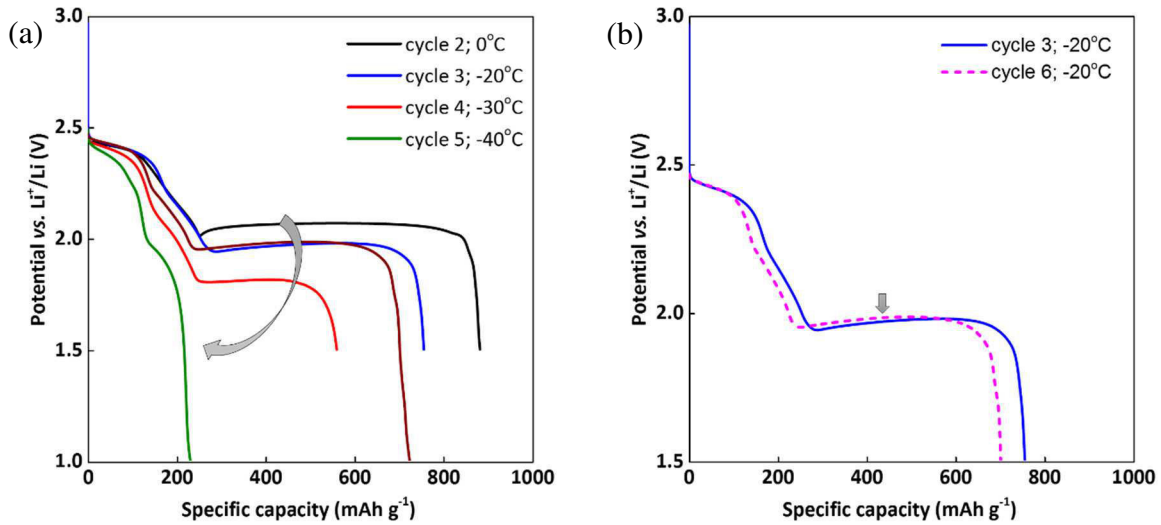 (a)
3.0
2.5
2.0
1.5
1.0
Potential vs. Li⁺/Li (V)
cycle 2; 0°C
cycle 3; -20°C
cycle 4; -30°C
cycle 5; -40°C
0 200 400 600 800 1000
Specific capacity (mAh g⁻¹)
(b)
3.0
2.5
2.0
1.5
Potential vs. Li⁺/Li (V)
cycle 3; -20°C
cycle 6; -20°C
0 200 400 600 800 1000
Specific capacity (mAh g⁻¹)